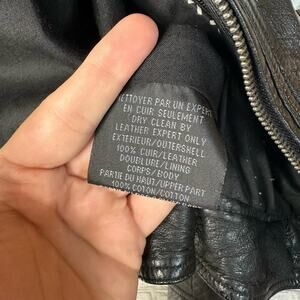 NETTOYER PAR UN EXPERT
EN CUIR SEULEMENT
DRY CLEAN BY
LEATHER EXPERT ONLY
EXTERIEUR/OUTERSHELL
100% CUIR/LEATHER
DOUBLURE/LINING
CORPS/BODY
PARTIE DU HAUT/UPPER PART
100% COTON/COTTON